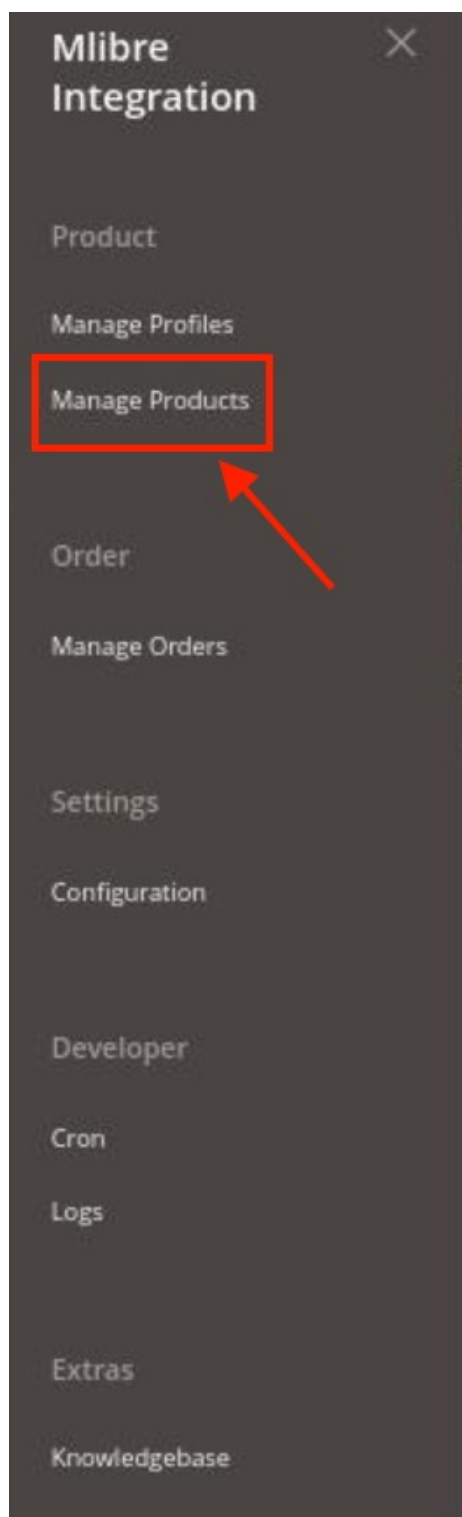 Mlibre
Integration
Product
Manage Profiles
Manage Products
Order
Manage Orders
Settings
Configuration
Developer
Cron
Logs
Extras
Knowledgebase